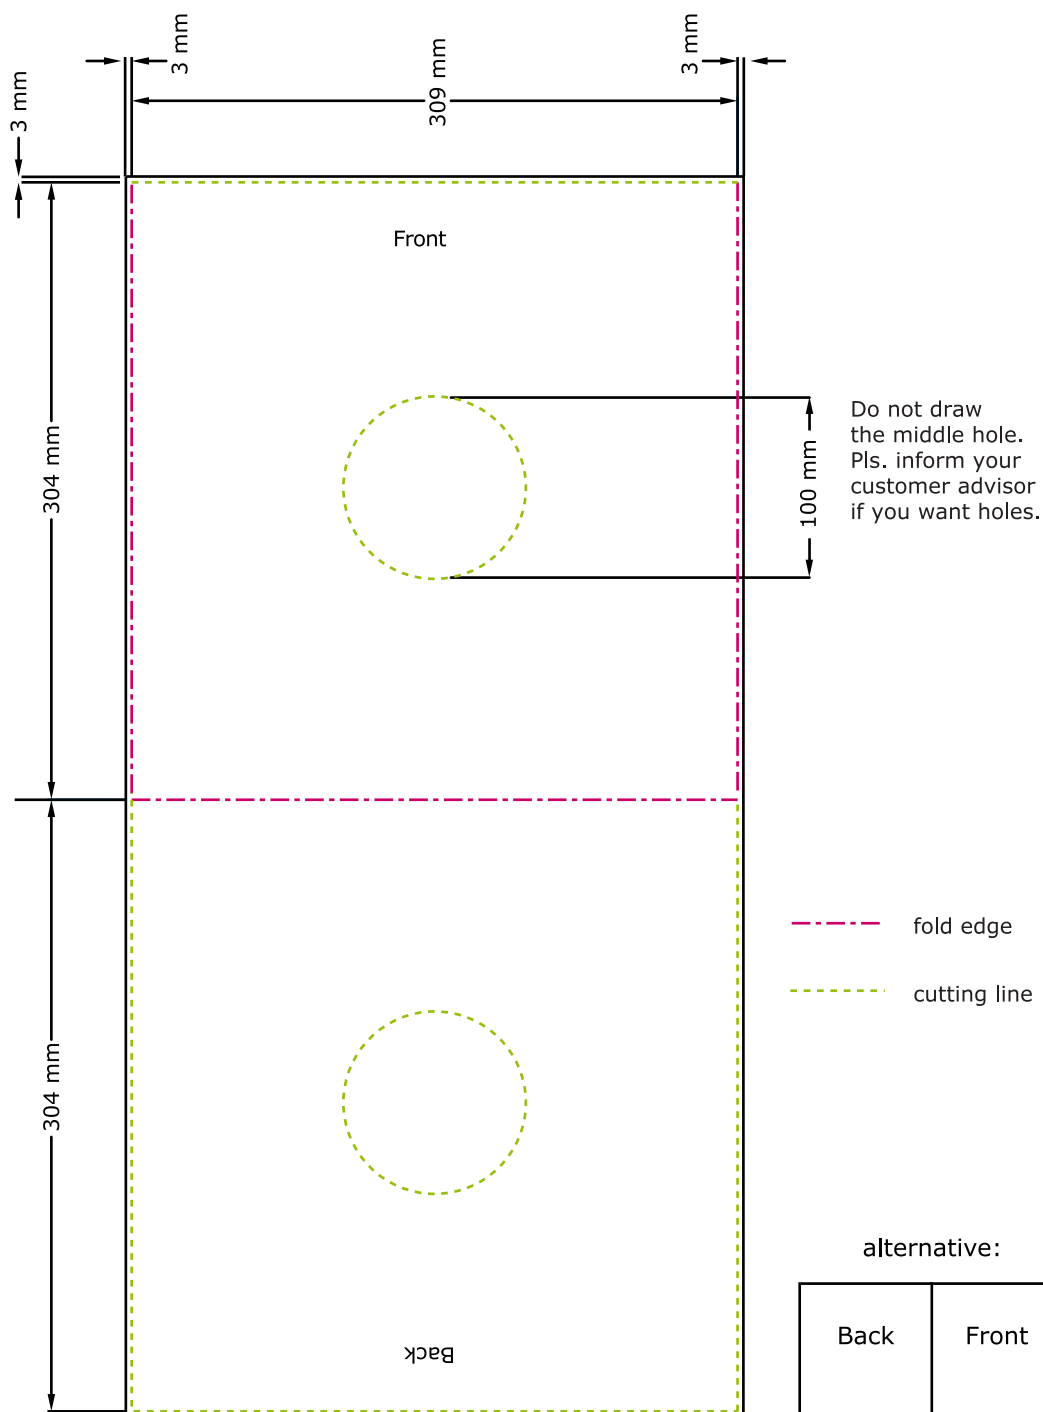 3 mm
3 mm
309 mm
3 mm
Front
304 mm
100 mm
Do not draw
the middle hole.
Pls. inform your
customer advisor
if you want holes.
fold edge
cutting line
304 mm
alternative:
Back
Front
Back